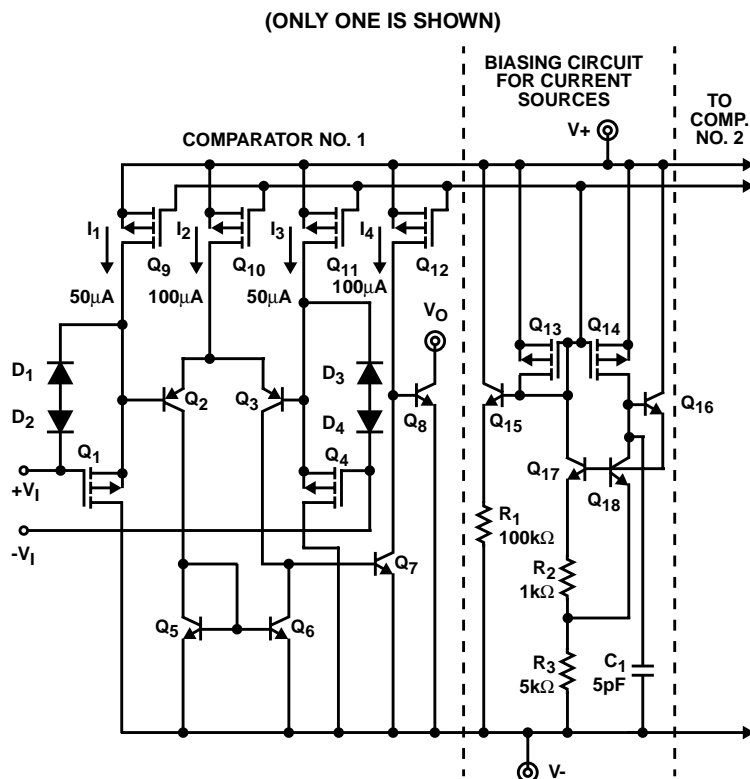 (ONLY ONE IS SHOWN)
BIASING CIRCUIT
FOR CURRENT
SOURCES
TO
COMP.
NO. 2
V+
COMPARATOR NO. 1
I1
I2
I3
I4
Q9
Q10
Q11
Q12
50μA
100μA
50μA
100μA
VO
Q13
Q14
D1
D2
D3
D4
Q2
Q3
Q8
Q15
Q16
Q1
Q4
Q17
Q18
+VI
-VI
R1
100kΩ
Q7
R2
1kΩ
Q5
Q6
R3
5kΩ
C1
5pF
V-